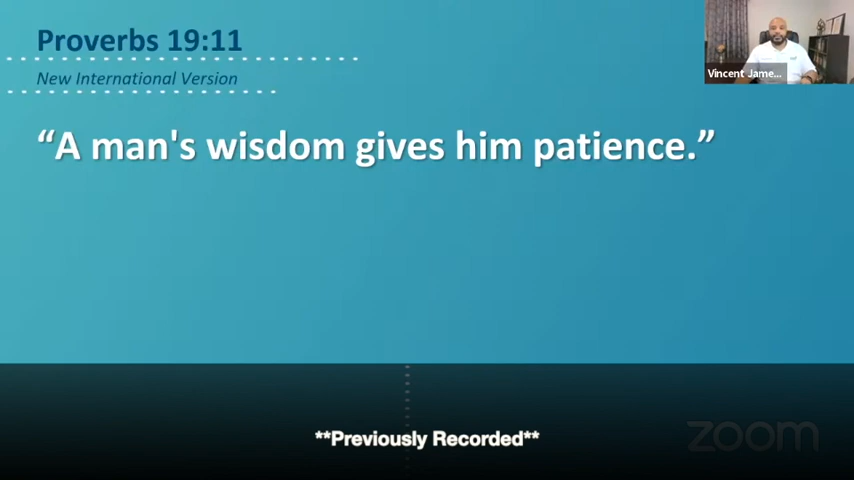 Proverbs 19:11
New International Version
“A man's wisdom gives him patience.”
Vincent Jame...
**Previously Recorded**
zoom